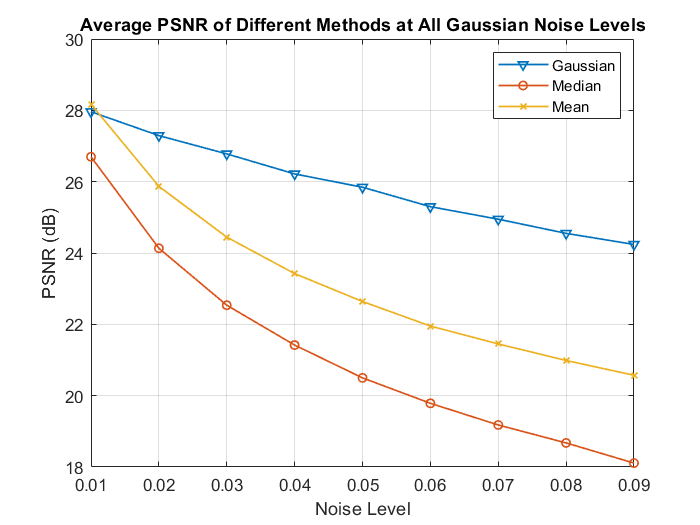 Average PSNR of Different Methods at All Gaussian Noise Levels
30
28
26
24
22
20
18
PSNR (dB)
Gaussian
Median
Mean
0.01 0.02 0.03 0.04 0.05 0.06 0.07 0.08 0.09
Noise Level